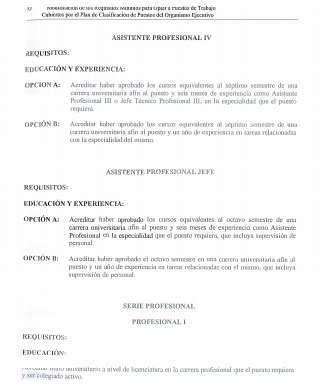 Modificación de los Requisitos Mínimos para Optar a Puestos de Trabajo
Cubiertos por el Plan de Clasificación de Puestos del Organismo Ejecutivo
ASISTENTE PROFESIONAL IV
REQUISITOS:
EDUCACIÓN Y EXPERIENCIA:
OPCION A: Acreditar haber aprobado los cursos equivalentes al séptimo semestre de una
carrera universitaria afín al puesto y seis meses de experiencia como Asistente
Profesional III o Jefe Técnico Profesional III, en la especialidad que el puesto
requiera.
OPCIÓN B: Acreditar haber aprobado los cursos equivalentes al séptimo semestre de una
carrera universitaria afín al puesto y un año de experiencia en tareas relacionadas
con la especialidad del mismo.
ASISTENTE PROFESIONAL JEFE
REQUISITOS:
EDUCACIÓN Y EXPERIENCIA:
OPCIÓN A: Acreditar haber aprobado los cursos equivalentes al octavo semestre de una
carrera universitaria afín al puesto y seis meses de experiencia como Asistente
Profesional en la especialidad que el puesto requiera, que incluya supervisión de
personal.
OPCIÓN B: Acreditar haber aprobado el octavo semestre en una carrera universitaria afín al
puesto y un año de experiencia en tareas relacionadas con el mismo, que incluya
supervisión de personal.
SERIE PROFESIONAL
PROFESIONAL I
REQUISITOS:
EDUCACIÓN:
Acreditar título universitario a nivel de licenciatura en la carrera profesional que el puesto requiera
y ser colegiado activo.